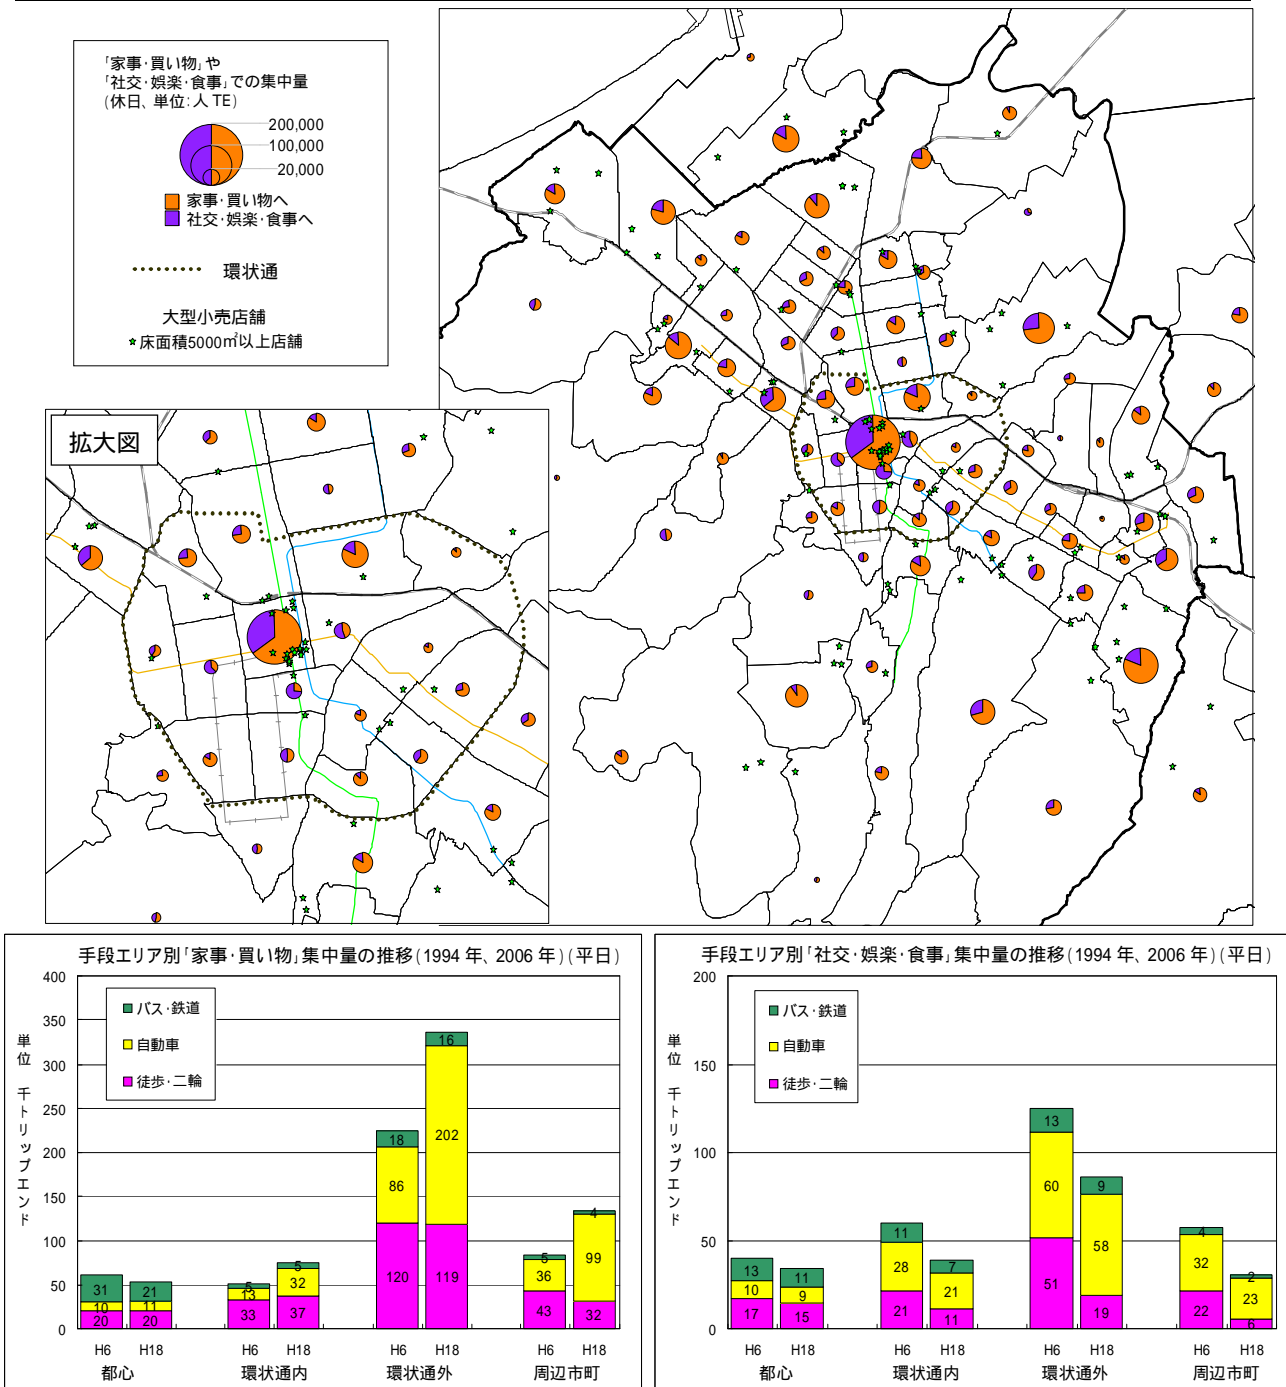 「家事・買い物」や
「社交・娯楽・食事」での集中量
(休日、単位：人TE)
200,000
100,000
20,000
家事・買い物へ
社交・娯楽・食事へ
環状通
大型小売店舗
床面積5000㎡以上店舗
拡大図
手段エリア別「家事・買い物」集中量の推移(1994年、2006年)(平日)
400
350
300
250
200
150
100
50
0
単位 千トリップエンド
バス・鉄道
自動車
徒歩・二輪
31
10
20
21
11
20
5
13
33
5
32
37
18
86
120
16
202
119
5
36
43
4
99
32
H6 H18 H6 H18 H6 H18 H6 H18
都心 環状通内 環状通外 周辺市町
手段エリア別「社交・娯楽・食事」集中量の推移(1994年、2006年)(平日)
200
150
100
50
0
単位 千トリップエンド
バス・鉄道
自動車
徒歩・二輪
13
10
17
11
9
15
11
28
21
7
21
11
13
60
51
9
58
19
4
32
22
2
23
6
H6 H18 H6 H18 H6 H18 H6 H18
都心 環状通内 環状通外 周辺市町